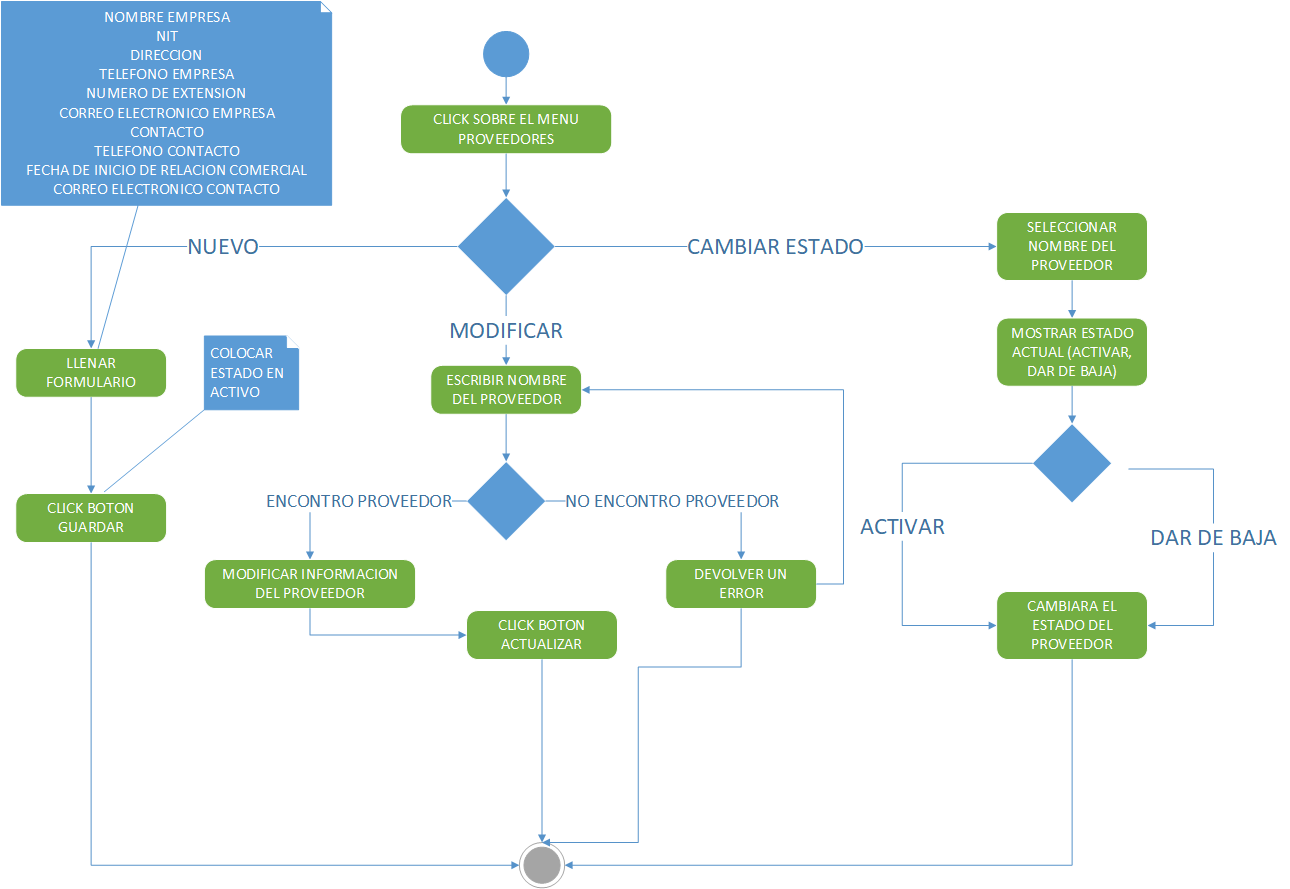 NOMBRE EMPRESA
NIT
DIRECCION
TELEFONO EMPRESA
NUMERO DE EXTENSION
CORREO ELECTRONICO EMPRESA
CONTACTO
TELEFONO CONTACTO
FECHA DE INICIO DE RELACION COMERCIAL
CORREO ELECTRONICO CONTACTO
CLICK SOBRE EL MENU
PROVEEDORES
NUEVO
CAMBIAR ESTADO
MODIFICAR
SELECCIONAR
NOMBRE DEL
PROVEEDOR
MOSTRAR ESTADO
ACTUAL (ACTIVAR,
DAR DE BAJA)
LLENAR
FORMULARIO
COLOCAR
ESTADO EN
ACTIVO
ESCRIBIR NOMBRE
DEL PROVEEDOR
CLICK BOTON
GUARDAR
ENCONTRO PROVEEDOR
NO ENCONTRO PROVEEDOR
ACTIVAR
DAR DE BAJA
MODIFICAR INFORMACION
DEL PROVEEDOR
DEVOLVER UN
ERROR
CLICK BOTON
ACTUALIZAR
CAMBIARA EL
ESTADO DEL
PROVEEDOR